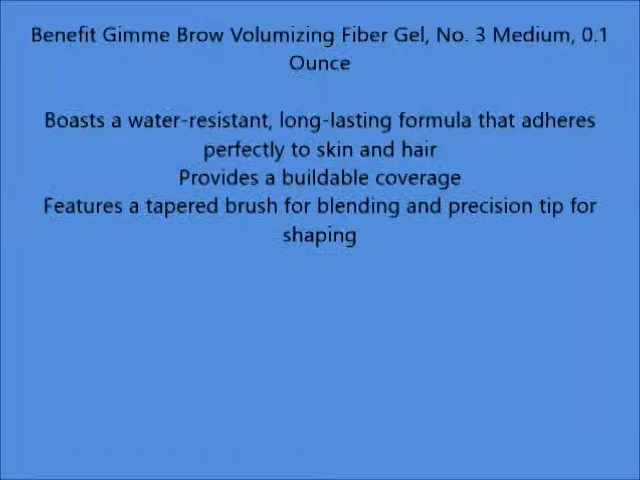 Benefit Gimme Brow Volumizing Fiber Gel, No. 3 Medium, 0.1
Ounce
Boasts a water-resistant, long-lasting formula that adheres
perfectly to skin and hair
Provides a buildable coverage
Features a tapered brush for blending and precision tip for
shaping